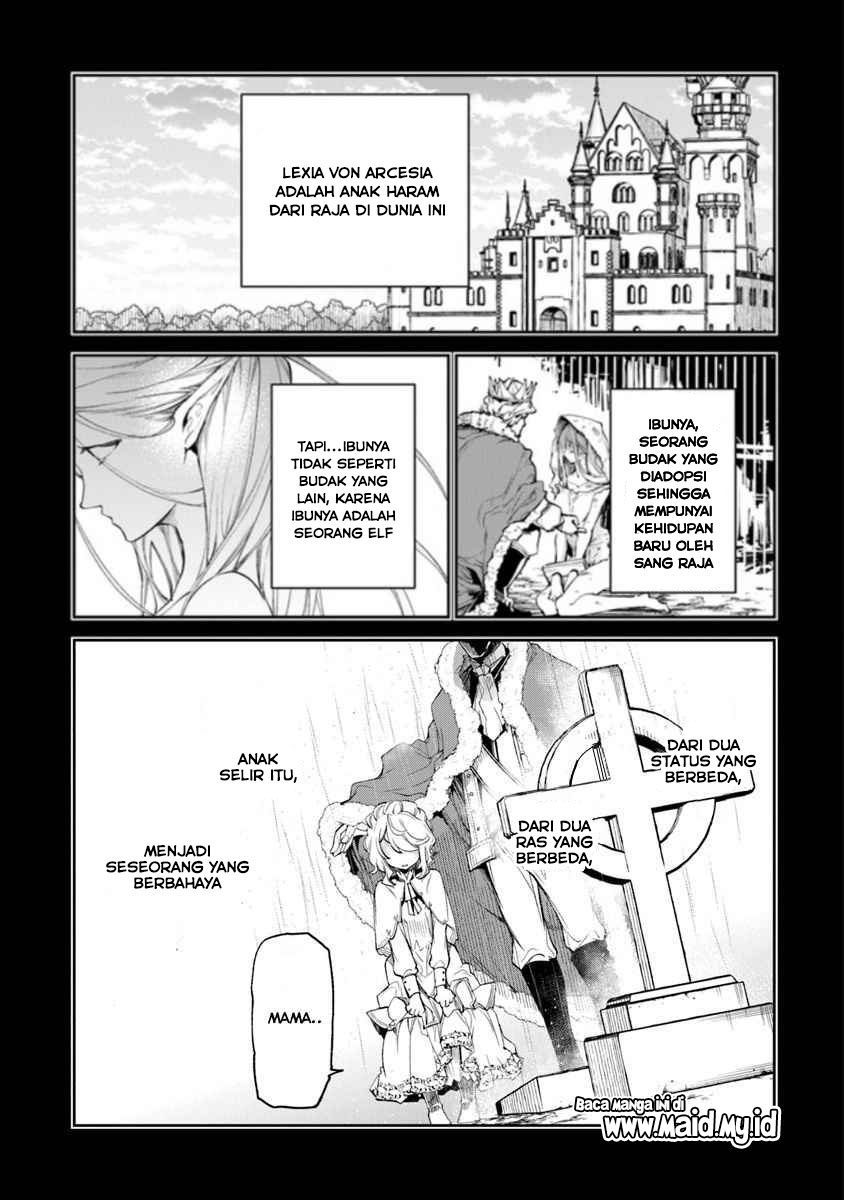 LEXIA VON ARCESIA
ADALAH ANAK HARAM
DARI RAJA DI DUNIA INI
IBUNYA,
SEORANG
BUDAK YANG
DIADOPSI
SEHINGGA
MEMPUNYAI
KEHIDUPAN
BARU OLEH
SANG RAJA
TAPI...IBUNYA
TIDAK SEPERTI
BUDAK YANG
LAIN, KARENA
IBUNYA ADALAH
SEORANG ELF
DARI DUA
STATUS YANG
BERBEDA,
DARI DUA
RAS YANG
BERBEDA,
ANAK
SELIR ITU,
MENJADI
SESEORANG YANG
BERBAHAYA
MAMA..
Baca Manga ini di
www.Maid.My.id